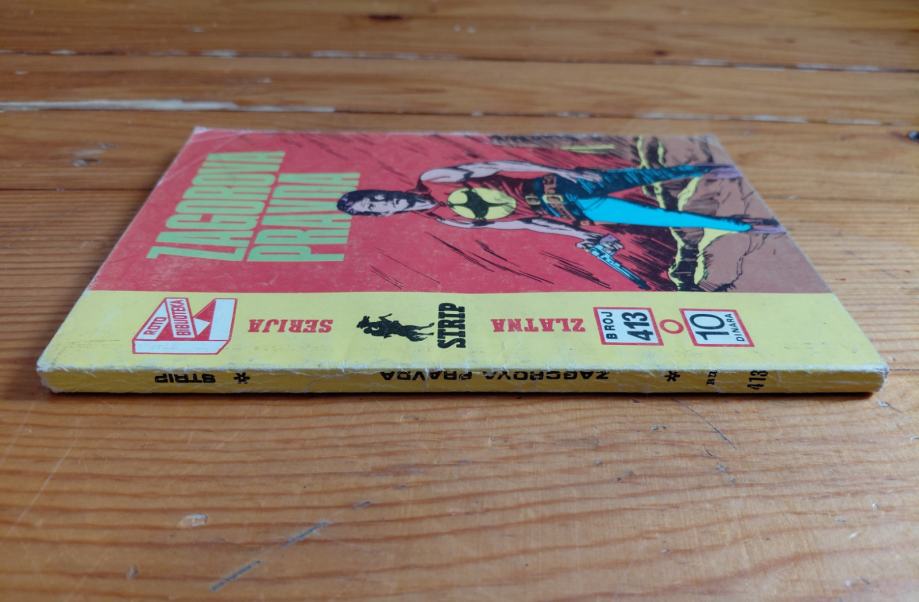 ZAGOROVA
PRAVDA
ROTO
BIBLIOTEKA
ZLATNA
SERIJA
STRIP
BROJ
413
10
DINARA
413
*
ZAGOROVA PRAVDA
*
STRIP